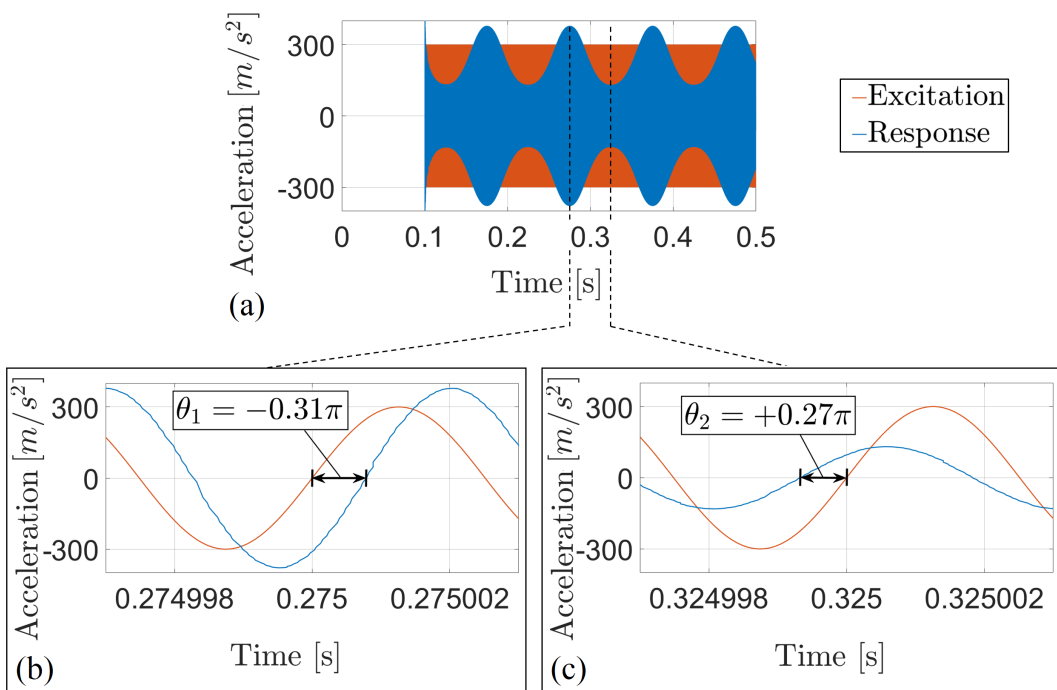 Acceleration [m/s²]
300
0
-300
0 0.1 0.2 0.3 0.4 0.5
Time [s]
(a)
Excitation
Response
Acceleration [m/s²]
300
0
-300
θ₁ = −0.31π
0.274998 0.275 0.275002
Time [s]
(b)
Acceleration [m/s²]
300
0
-300
θ₂ = +0.27π
0.324998 0.325 0.325002
Time [s]
(c)